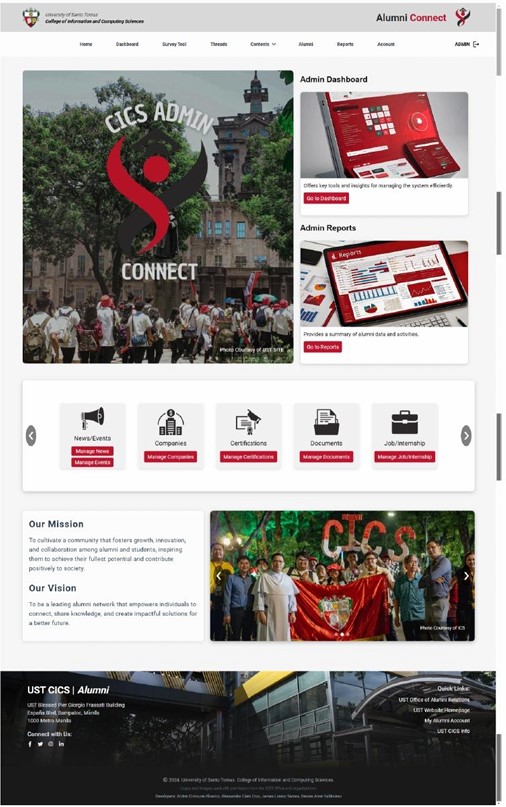 University of Santo Tomas
College of Information and Computing Sciences
Alumni Connect
Home Dashboard Survey Tool Threads Contents Alumni Reports Account ADMIN
CICS ADMIN
CONNECT
Photo Courtesy of UST SITE
Admin Dashboard
Offers key tools and insights for managing the system efficiently.
Go to Dashboard
Admin Reports
Reports
Provides a summary of alumni data and activities.
Go to Reports
News/Events
Manage News
Manage Events
Companies
Manage Companies
Certifications
Manage Certifications
Documents
Manage Documents
Job/Internship
Manage Job/Internship
Our Mission
To cultivate a community that fosters growth, innovation,
and collaboration among alumni and students, inspiring
them to achieve their fullest potential and contribute
positively to society.
Our Vision
To be a leading alumni network that empowers individuals to
connect, share knowledge, and create impactful solutions for
a better future.
CICS
Photo Courtesy of ICS
UST CICS | Alumni
UST Blessed Pier Giorgio Frassati Building
España Blvd, Sampaloc, Manila
1000 Metro Manila
Connect with Us:
Quick Links:
UST Office of Alumni Relations
UST Website Homepage
My Alumni Account
UST CICS Info
© 2024. University of Santo Tomas. College of Information and Computing Sciences.